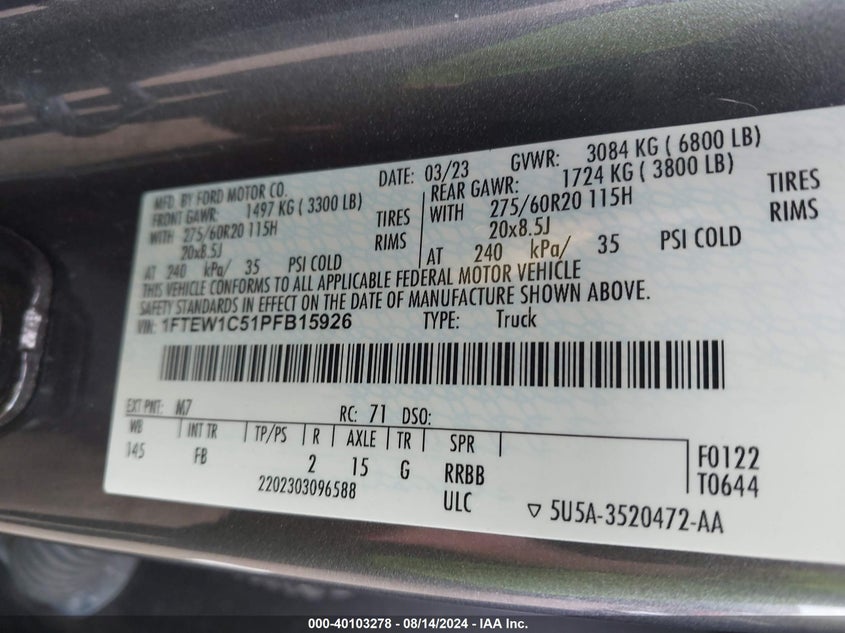 MFD. BY FORD MOTOR CO.
FRONT GAWR: 1497 KG ( 3300 LB)
WITH 275/60R20 115H TIRES
20x8.5J RIMS
AT 240 kPa/ 35 PSI COLD
DATE: 03/23 GVWR: 3084 KG ( 6800 LB)
REAR GAWR: 1724 KG ( 3800 LB)
WITH 275/60R20 115H TIRES
20x8.5J RIMS
AT 240 kPa/ 35 PSI COLD
THIS VEHICLE CONFORMS TO ALL APPLICABLE FEDERAL MOTOR VEHICLE
SAFETY STANDARDS IN EFFECT ON THE DATE OF MANUFACTURE SHOWN ABOVE.
VIN: 1FTEW1C51PFB15926 TYPE: Truck
EXT PNT: M7 RC: 71 DSO:
WB INT TR TP/PS R AXLE TR SPR
145 FB 2 15 G RRBB
2202303096588 ULC
F0122
T0644
▽ 5U5A-3520472-AA
000-40103278 - 08/14/2024 - IAA Inc.